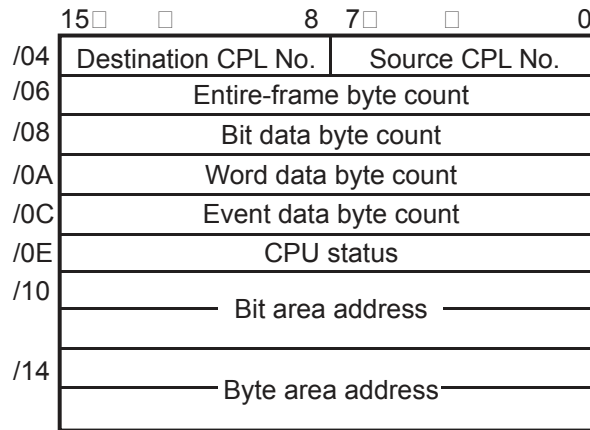 15□ □ 8 7□ □ 0
/04 Destination CPL No. Source CPL No.
/06 Entire-frame byte count
/08 Bit data byte count
/0A Word data byte count
/0C Event data byte count
/0E CPU status
/10 Bit area address
/14 Byte area address